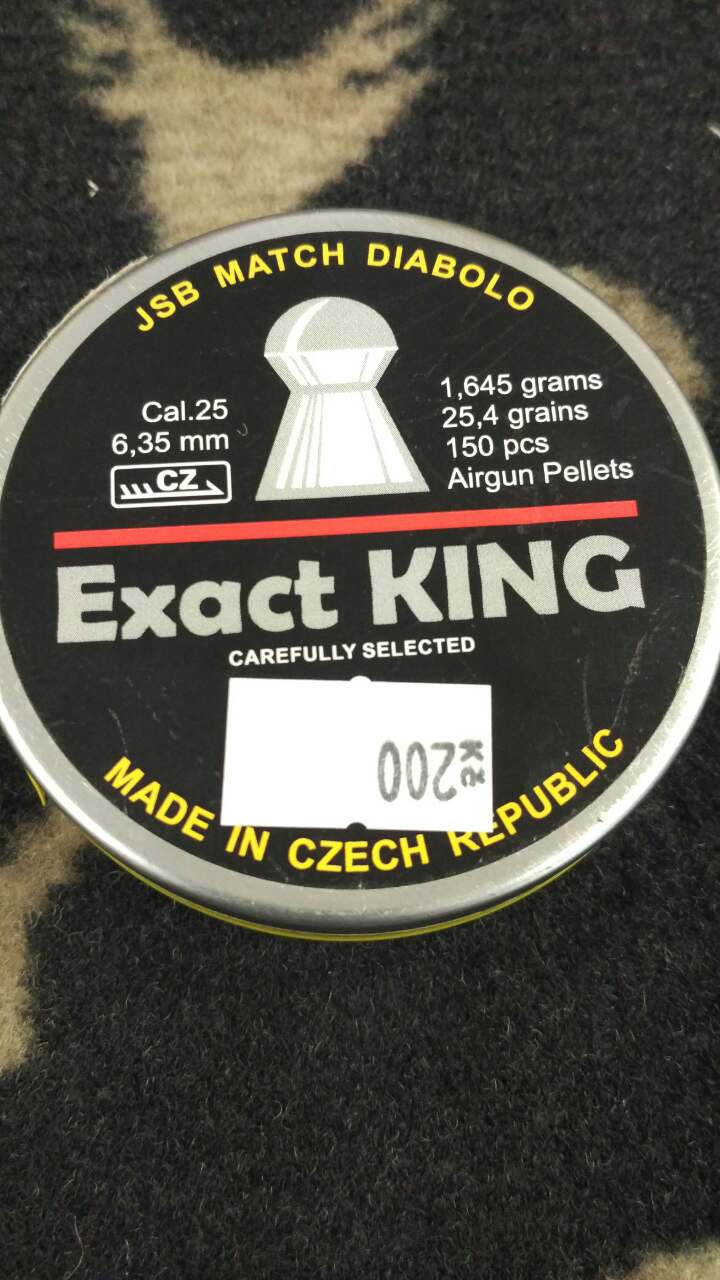 JSB MATCH DIABOLO
Cal.25
6,35 mm
CZ
1,645 grams
25,4 grains
150 pcs
Airgun Pellets
Exact KING
CAREFULLY SELECTED
200 Kč
MADE IN CZECH REPUBLIC